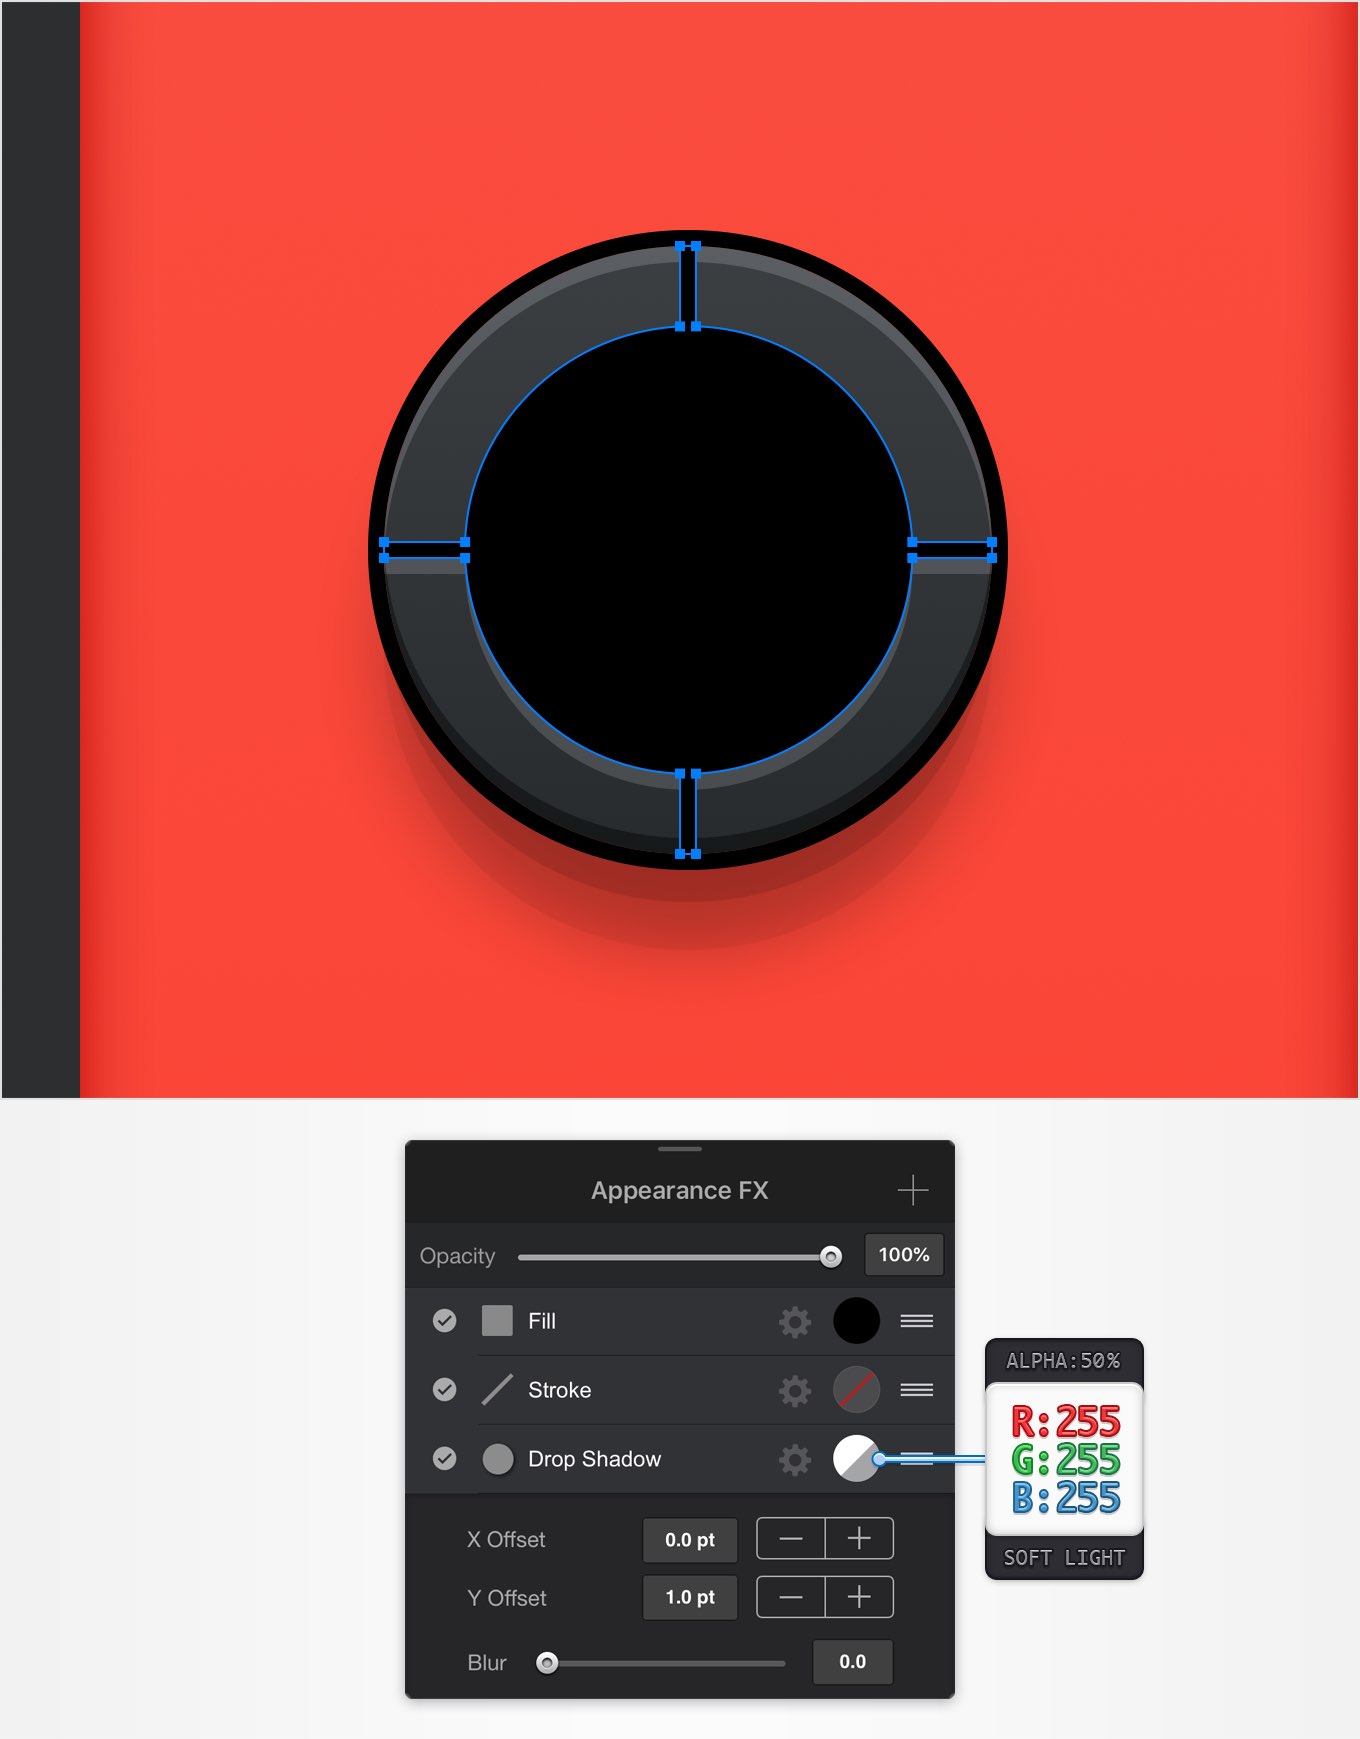 Appearance FX
Opacity 100%
Fill
Stroke
Drop Shadow
X Offset 0.0 pt
Y Offset 1.0 pt
Blur 0.0
ALPHA:50%
R:255
G:255
B:255
SOFT LIGHT